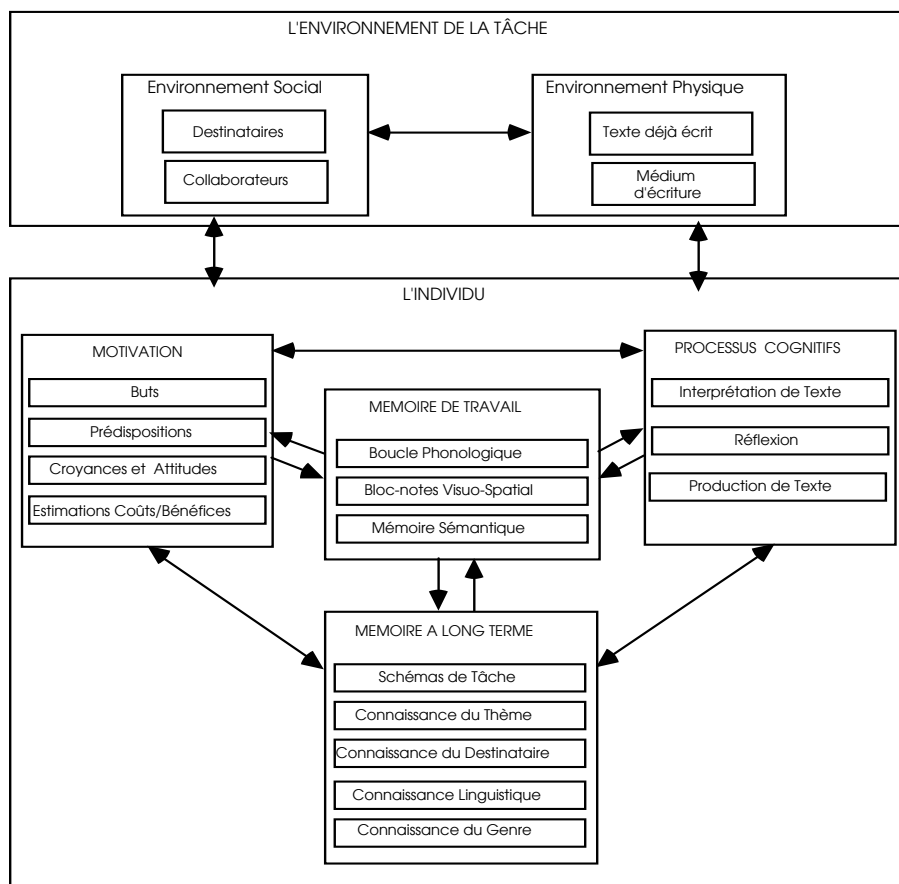 L'ENVIRONNEMENT DE LA TÂCHE
Environnement Social
Destinataires
Collaborateurs
Environnement Physique
Texte déjà écrit
Médium
d'écriture
L'INDIVIDU
MOTIVATION
Buts
Prédispositions
Croyances et Attitudes
Estimations Coûts/Bénéfices
MEMOIRE DE TRAVAIL
Boucle Phonologique
Bloc-notes Visuo-Spatial
Mémoire Sémantique
PROCESSUS COGNITIFS
Interprétation de Texte
Réflexion
Production de Texte
MEMOIRE A LONG TERME
Schémas de Tâche
Connaissance du Thème
Connaissance du Destinataire
Connaissance Linguistique
Connaissance du Genre